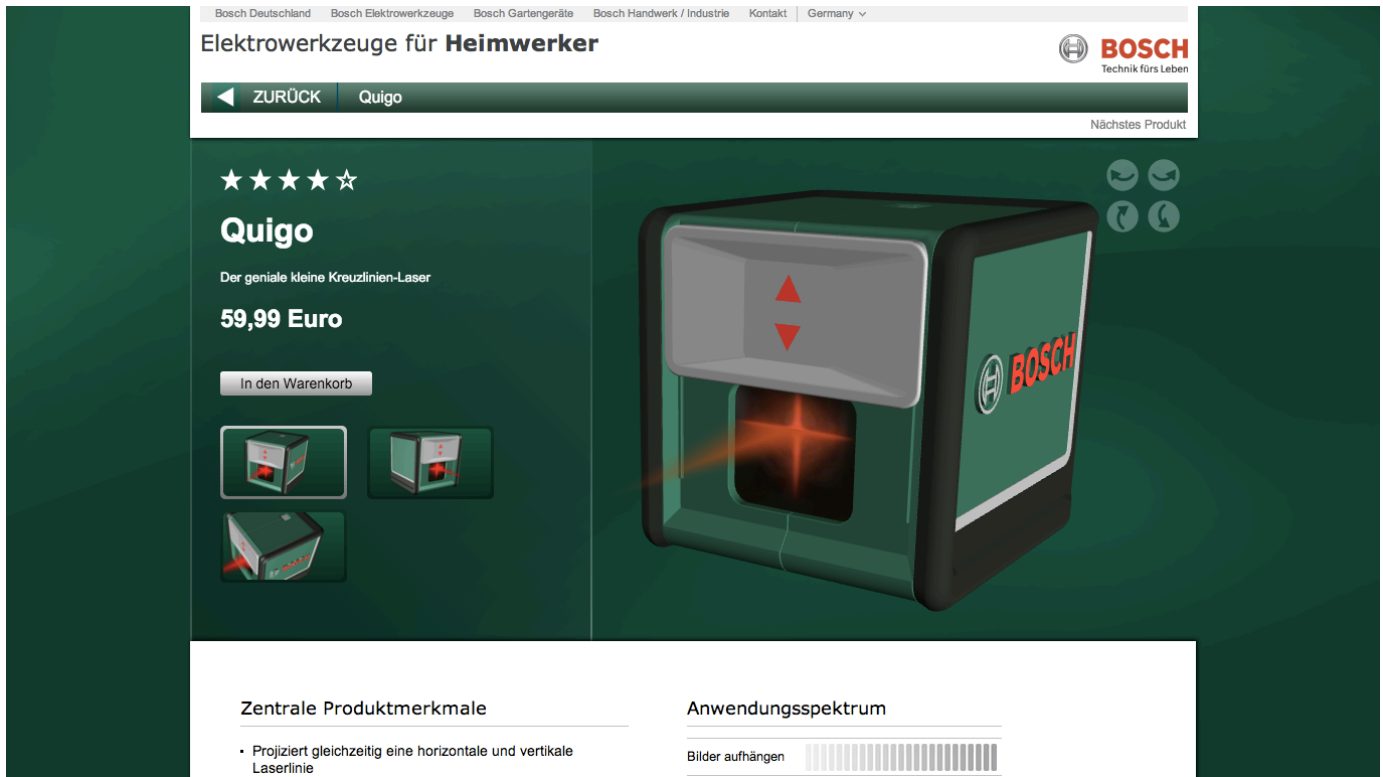 Bosch Deutschland Bosch Elektrowerkzeuge Bosch Gartengeräte Bosch Handwerk / Industrie Kontakt Germany
Elektrowerkzeuge für Heimwerker
BOSCH
Technik fürs Leben
ZURÜCK Quigo
Nächstes Produkt
Quigo
Der geniale kleine Kreuzlinien-Laser
59,99 Euro
In den Warenkorb
BOSCH
Zentrale Produktmerkmale
Projiziert gleichzeitig eine horizontale und vertikale
Laserlinie
Anwendungsspektrum
Bilder aufhängen